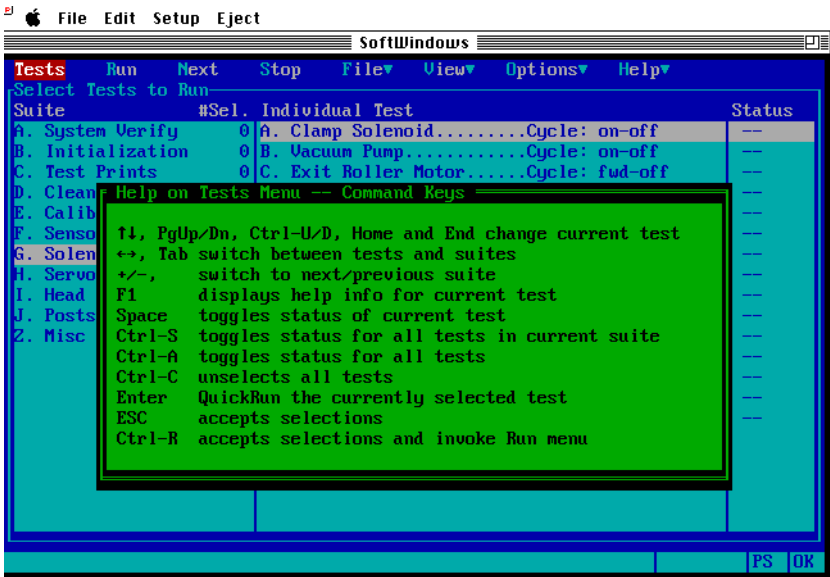 File Edit Setup Eject
SoftWindows
Tests Run Next Stop File▼ View▼ Options▼ Help▼
Select Tests to Run
Suite #Sel. Individual Test Status
A. System Verify 0 A. Clamp Solenoid.........Cycle: on-off --
B. Initialization 0 B. Vacuum Pump............Cycle: on-off --
C. Test Prints 0 C. Exit Roller Motor......Cycle: fwd-off --
D. Clean Help on Tests Menu -- Command Keys --
E. Calib --
F. Senso ↑↓, PgUp/Dn, Ctrl-U/D, Home and End change current test --
G. Solen ↔, Tab switch between tests and suites --
H. Servo +/-, switch to next/previous suite --
I. Head F1 displays help info for current test --
J. Posts Space toggles status of current test --
Z. Misc Ctrl-S toggles status for all tests in current suite --
Ctrl-A toggles status for all tests --
Ctrl-C unselects all tests --
Enter QuickRun the currently selected test --
ESC accepts selections --
Ctrl-R accepts selections and invoke Run menu
PS OK